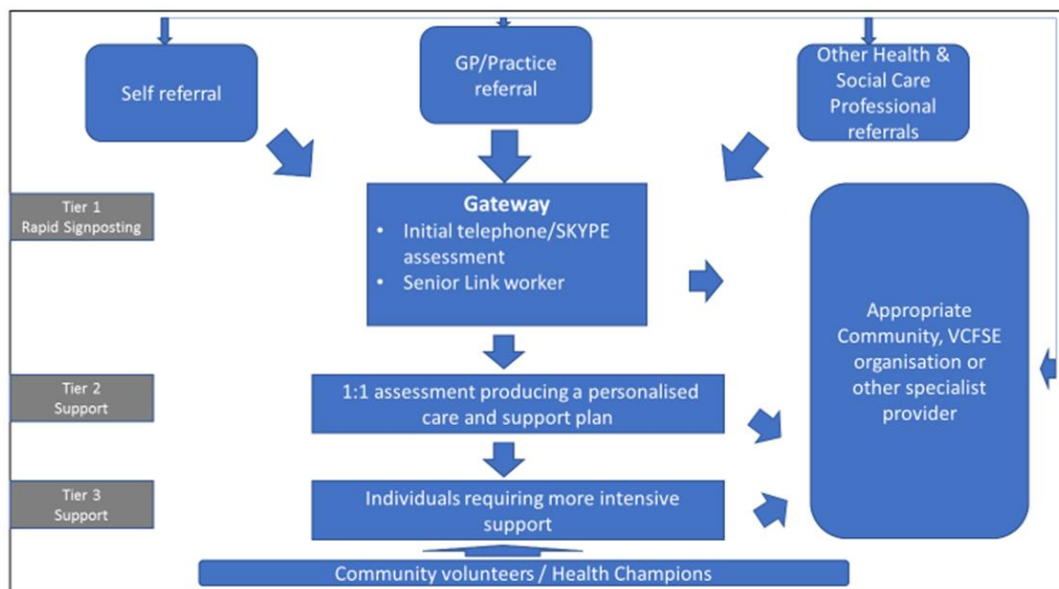 Self referral
GP/Practice
referral
Other Health &
Social Care
Professional
referrals
Tier 1
Rapid Signposting
Gateway
• Initial telephone/SKYPE
assessment
• Senior Link worker
Appropriate
Community, VCFSE
organisation or
other specialist
provider
Tier 2
Support
1:1 assessment producing a personalised
care and support plan
Tier 3
Support
Individuals requiring more intensive
support
Community volunteers / Health Champions